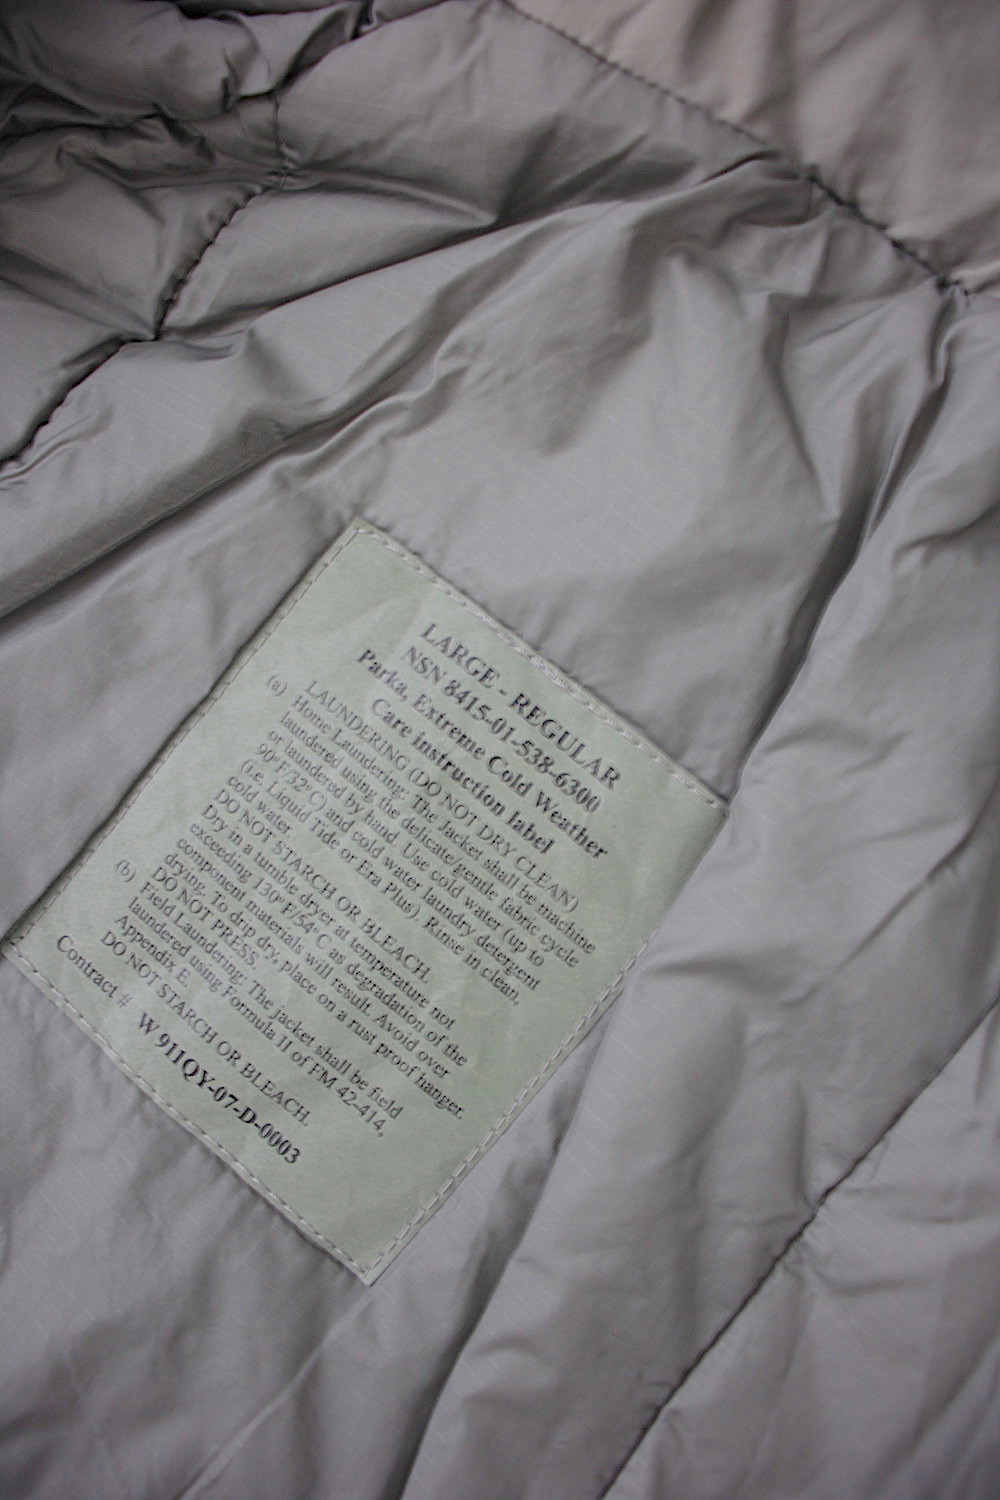 LARGE - REGULAR
NSN 8415-01-538-6300
Parka, Extreme Cold Weather
Care instruction label
LAUNDERING (DO NOT DRY CLEAN)
(a) Home Laundering: The Jacket shall be machine
laundered using the delicate/gentle fabric cycle
or laundered by hand. Use cold water (up to
90°F/32°C) and cold water laundry detergent
(i.e. Liquid Tide or Era Plus). Rinse in clean,
cold water.
DO NOT STARCH OR BLEACH.
Dry in a tumble dryer at temperature not
exceeding 130°F/54°C as degradation of the
component materials will result. Avoid over
drying. To drip dry, place on a rust proof hanger.
DO NOT PRESS.
(b) Field Laundering: The jacket shall be field
laundered using Formula II of FM 42-414,
Appendix E.
DO NOT STARCH OR BLEACH.
Contract # W911QY-07-D-0003